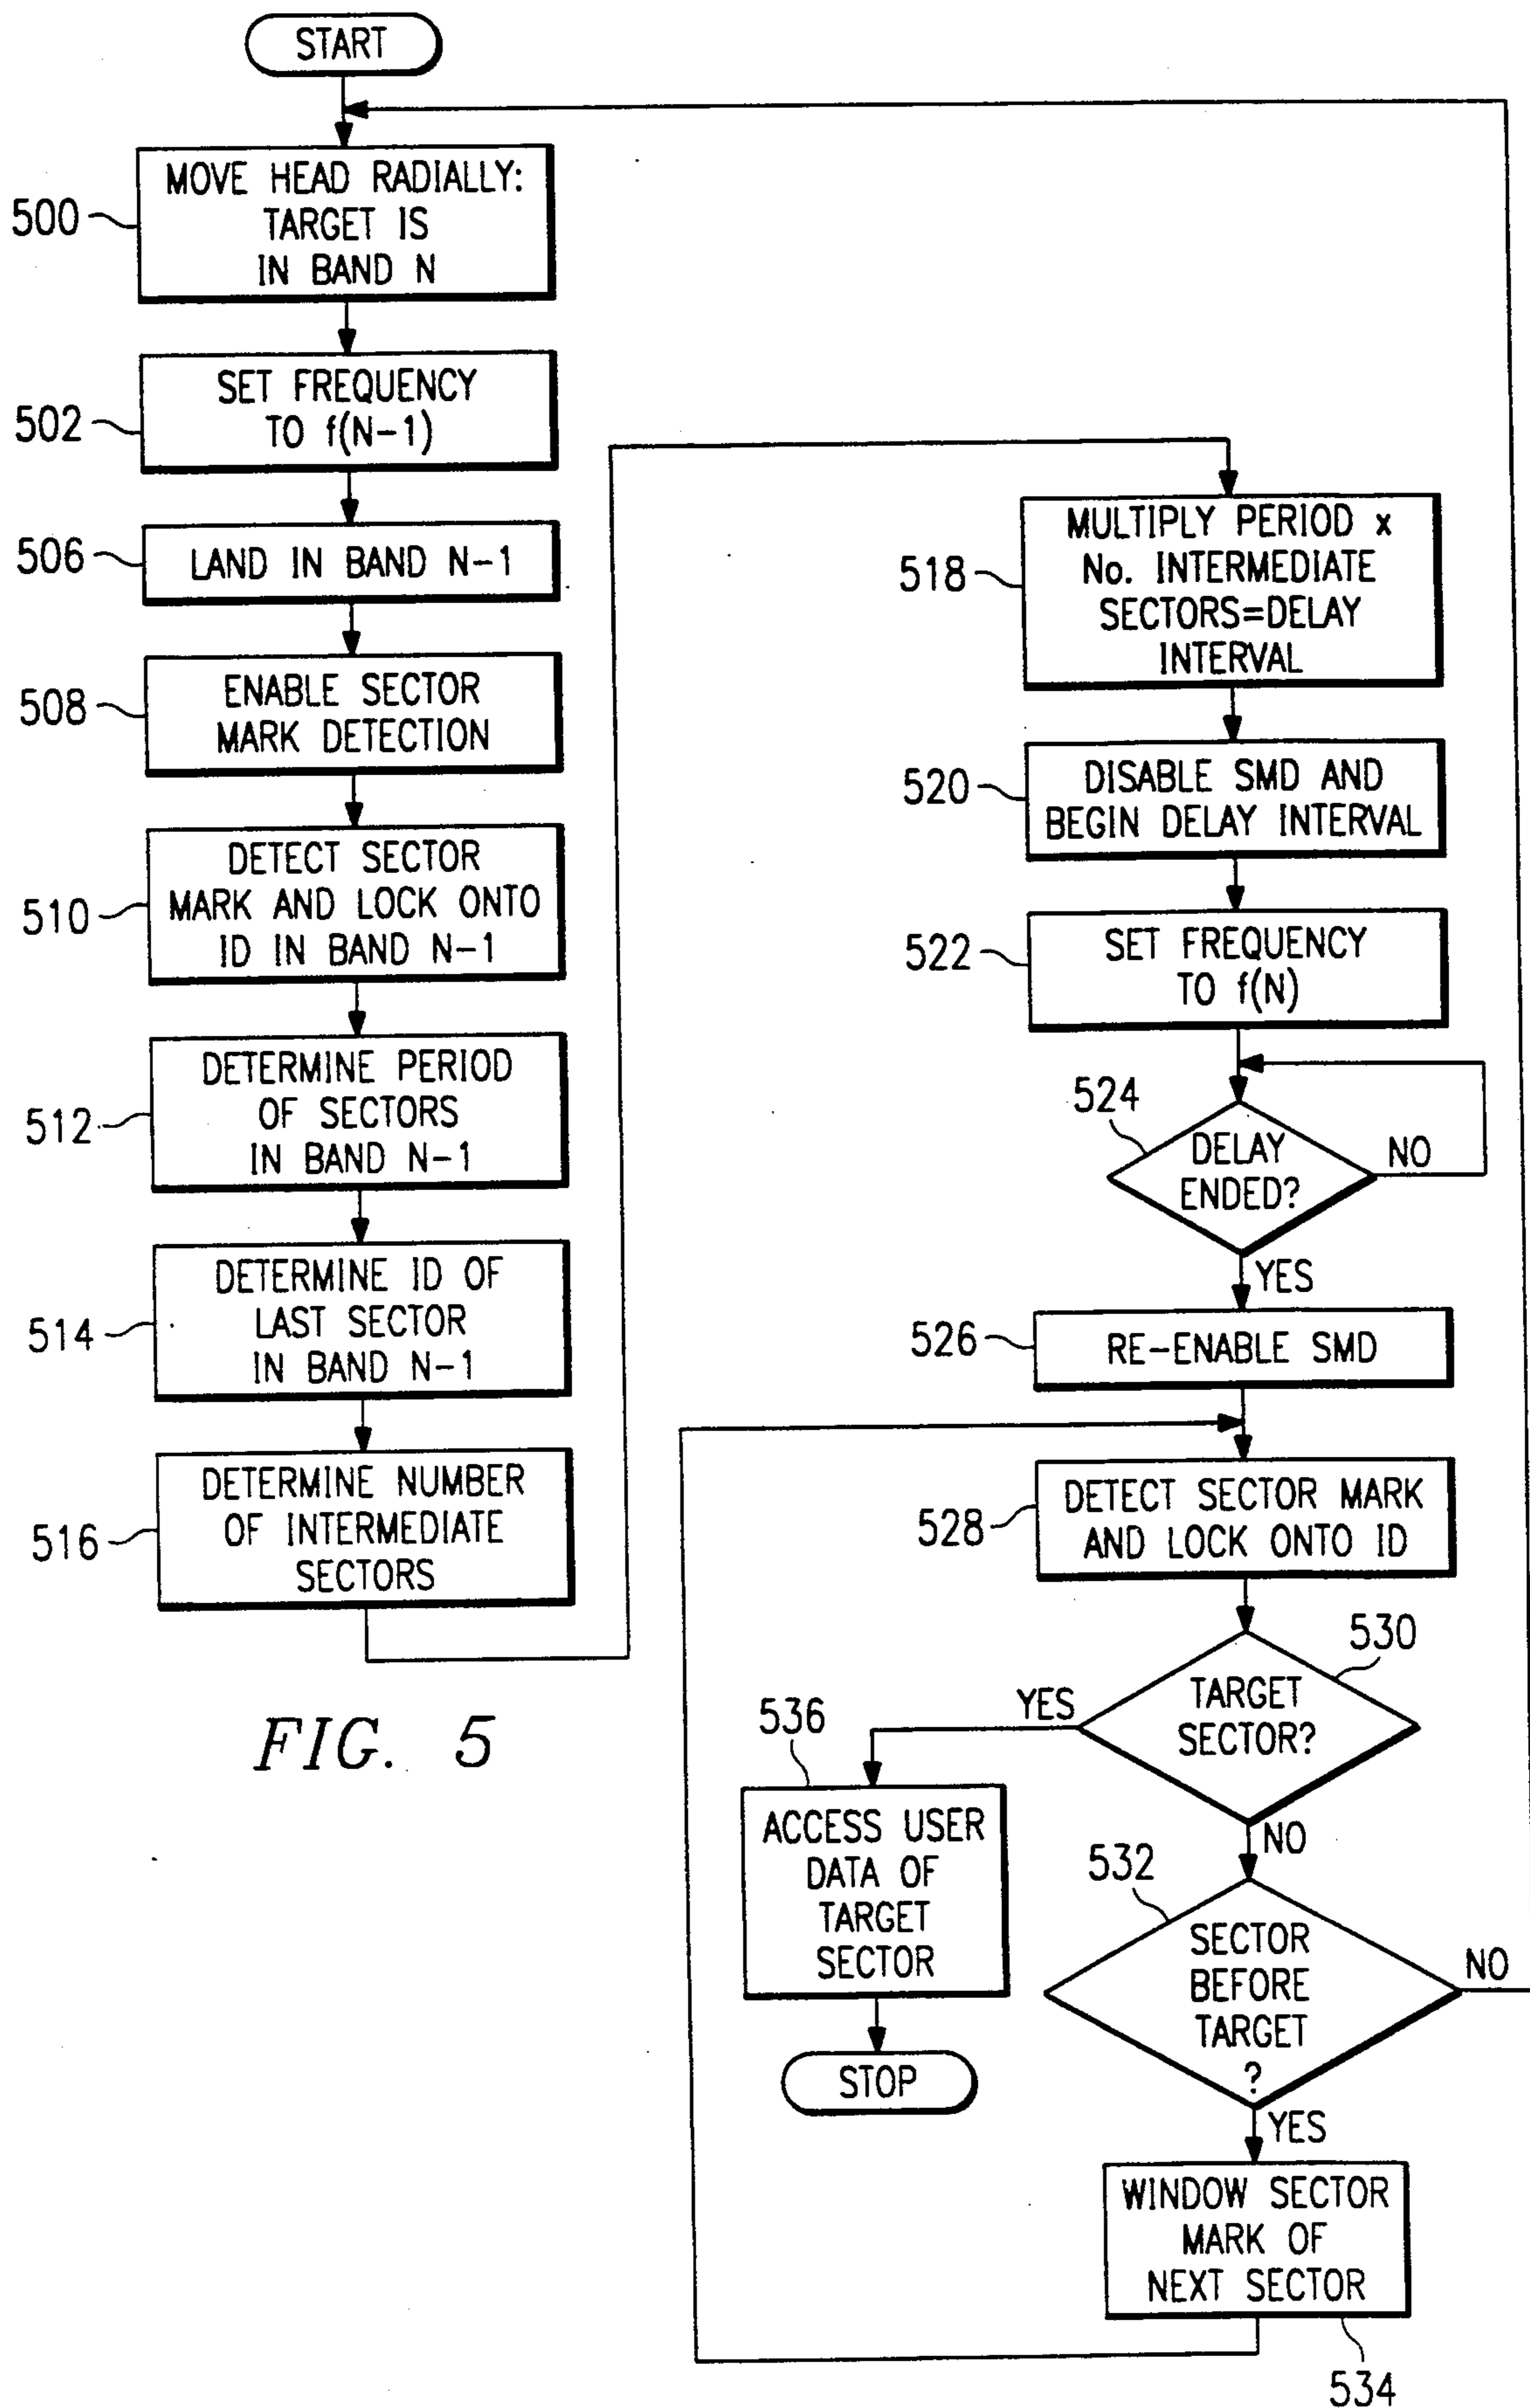 START
MOVE HEAD RADIALLY:
TARGET IS
IN BAND N
500
SET FREQUENCY
TO f(N-1)
502
LAND IN BAND N-1
506
ENABLE SECTOR
MARK DETECTION
508
DETECT SECTOR
MARK AND LOCK ONTO
ID IN BAND N-1
510
DETERMINE PERIOD
OF SECTORS
IN BAND N-1
512
DETERMINE ID OF
LAST SECTOR
IN BAND N-1
514
DETERMINE NUMBER
OF INTERMEDIATE
SECTORS
516
MULTIPLY PERIOD x
No. INTERMEDIATE
SECTORS=DELAY
INTERVAL
518
DISABLE SMD AND
BEGIN DELAY INTERVAL
520
SET FREQUENCY
TO f(N)
522
524
DELAY
ENDED?
NO
YES
RE-ENABLE SMD
526
DETECT SECTOR MARK
AND LOCK ONTO ID
528
530
TARGET
SECTOR?
YES
NO
536
ACCESS USER
DATA OF
TARGET
SECTOR
STOP
532
SECTOR
BEFORE
TARGET
?
NO
YES
WINDOW SECTOR
MARK OF
NEXT SECTOR
534
FIG. 5